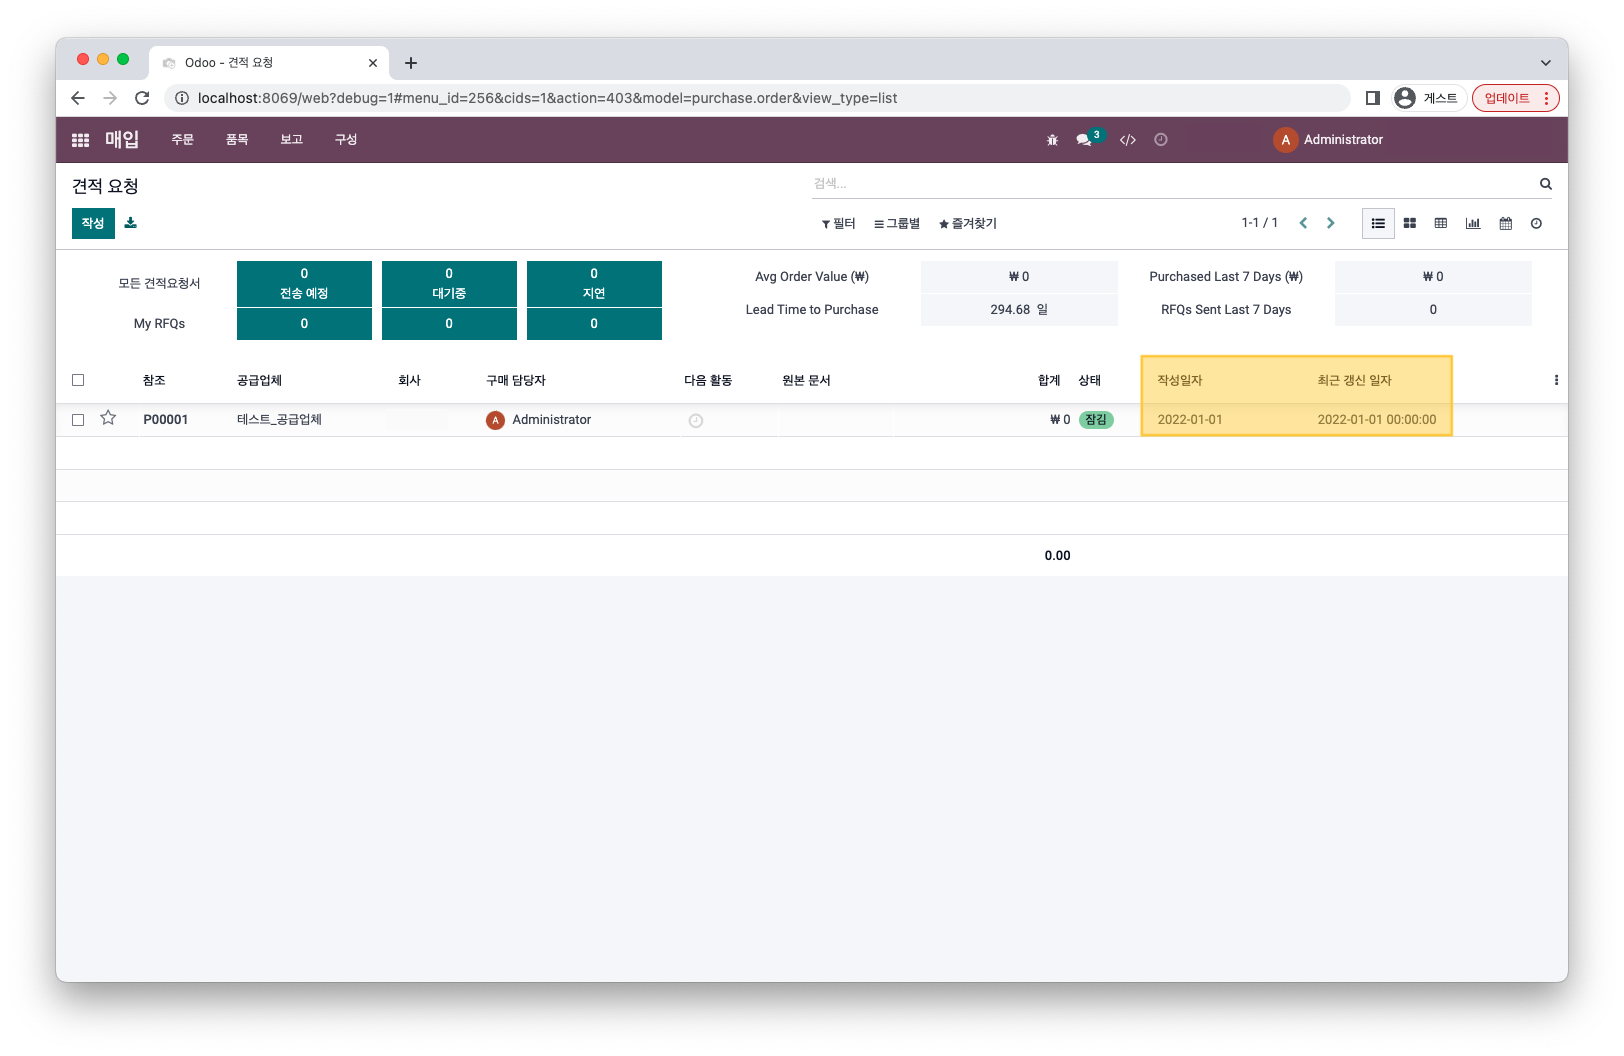 Odoo - 견적 요청
localhost:8069/web?debug=1#menu_id=256&cids=1&action=403&model=purchase.order&view_type=list
게스트
업데이트
매입 주문 품목 보고 구성
3
A Administrator
견적 요청
검색...
작성
필터 그룹별 즐겨찾기
1-1 / 1
모든 견적요청서
0
전송 예정
0
대기중
0
지연
My RFQs
0
0
0
Avg Order Value (₩)
₩ 0
Purchased Last 7 Days (₩)
₩ 0
Lead Time to Purchase
294.68 일
RFQs Sent Last 7 Days
0
참조 공급업체 회사 구매 담당자 다음 활동 원본 문서 합계 상태 작성일자 최근 갱신 일자
P00001 테스트_공급업체 A Administrator ₩ 0 잠김 2022-01-01 2022-01-01 00:00:00
0.00